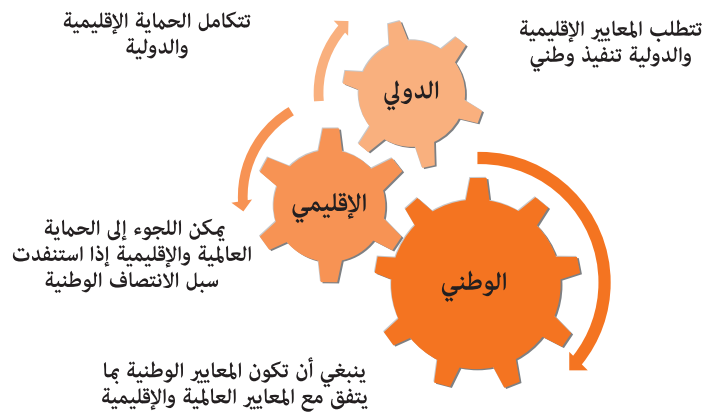 تتطلب المعايير الإقليمية
والدولية تنفيذ وطني
تتكامل الحماية الإقليمية
والدولية
الدولي
الإقليمي
الوطني
يمكن اللجوء إلى الحماية
العالمية والإقليمية إذا استنفدت
سبل الانتصاف الوطنية
ينبغي أن تكون المعايير الوطنية بما
يتفق مع المعايير العالمية والإقليمية